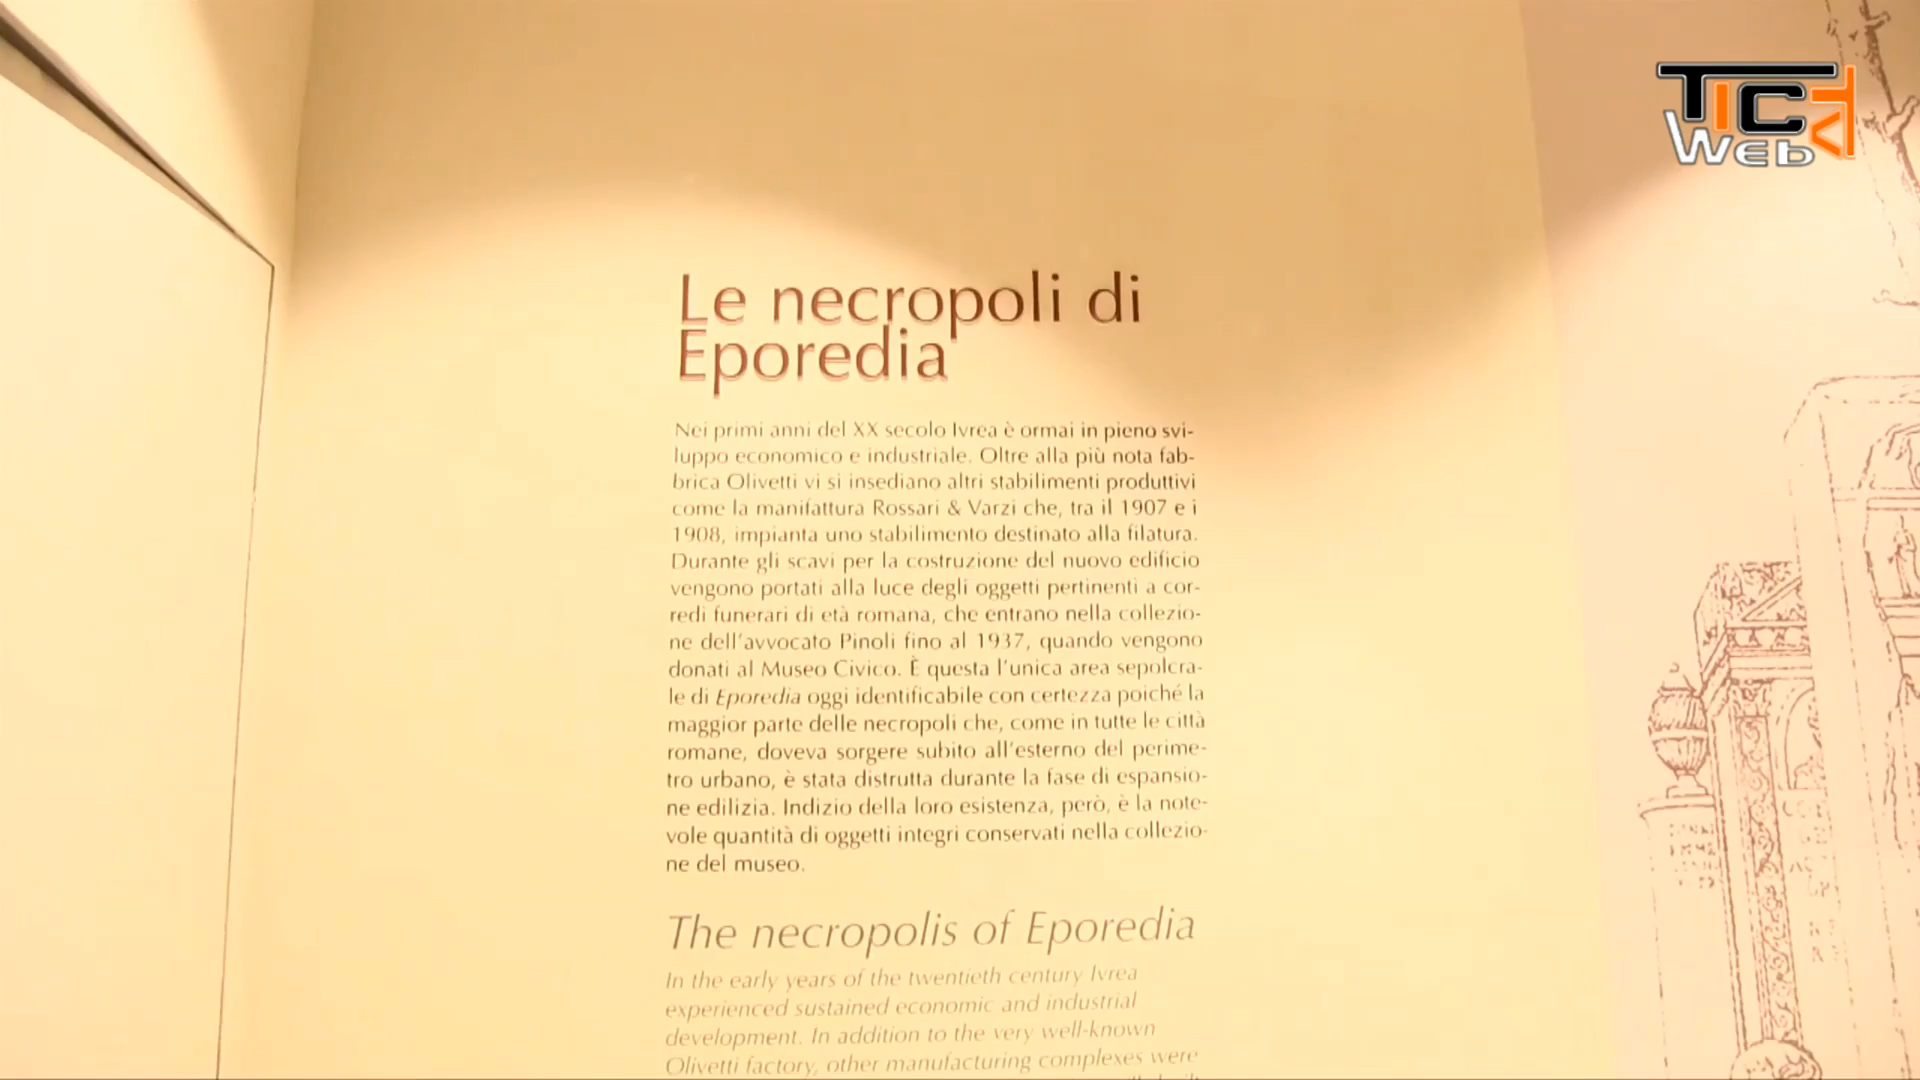 TICA
Web
Le necropoli di
Eporedia
Nei primi anni del XX secolo Ivrea è ormai in pieno svi-
luppo economico e industriale. Oltre alla più nota fab-
brica Olivetti vi si insediano altri stabilimenti produttivi
come la manifattura Rossari & Varzi che, tra il 1907 e i
1908, impianta uno stabilimento destinato alla filatura.
Durante gli scavi per la costruzione del nuovo edificio
vengono portati alla luce degli oggetti pertinenti a cor-
redi funerari di età romana, che entrano nella collezio-
ne dell'avvocato Pinoli fino al 1937, quando vengono
donati al Museo Civico. È questa l'unica area sepolcra-
le di Eporedia oggi identificabile con certezza poiché la
maggior parte delle necropoli che, come in tutte le città
romane, doveva sorgere subito all'esterno del perime-
tro urbano, è stata distrutta durante la fase di espansio-
ne edilizia. Indizio della loro esistenza, però, è la note-
vole quantità di oggetti integri conservati nella collezio-
ne del museo.
The necropolis of Eporedia
In the early years of the twentieth century Ivrea
experienced sustained economic and industrial
development. In addition to the very well-known
Olivetti factory, other manufacturing complexes were